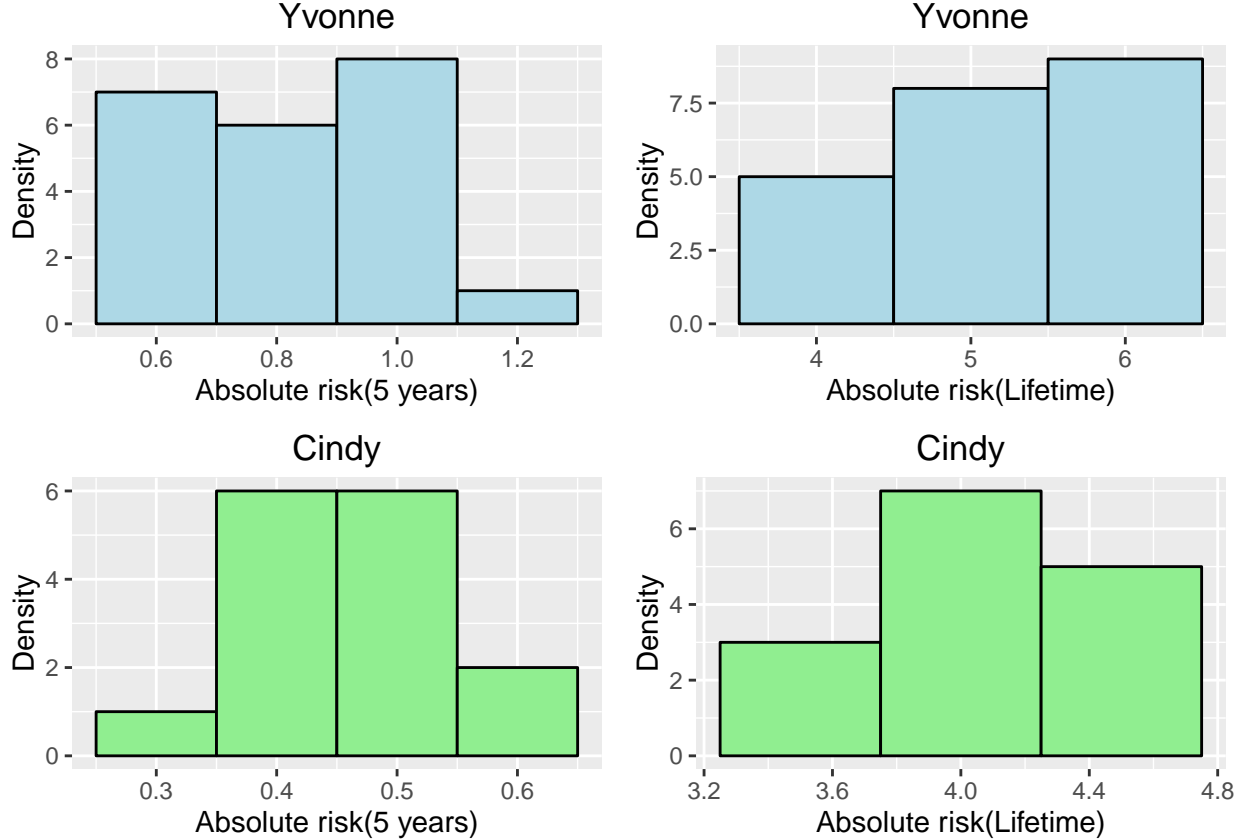 Yvonne
Density
8
6
4
2
0
0.6 0.8 1.0 1.2
Absolute risk(5 years)
Yvonne
Density
7.5
5.0
2.5
0.0
4 5 6
Absolute risk(Lifetime)
Cindy
Density
6
4
2
0
0.3 0.4 0.5 0.6
Absolute risk(5 years)
Cindy
Density
6
4
2
0
3.2 3.6 4.0 4.4 4.8
Absolute risk(Lifetime)